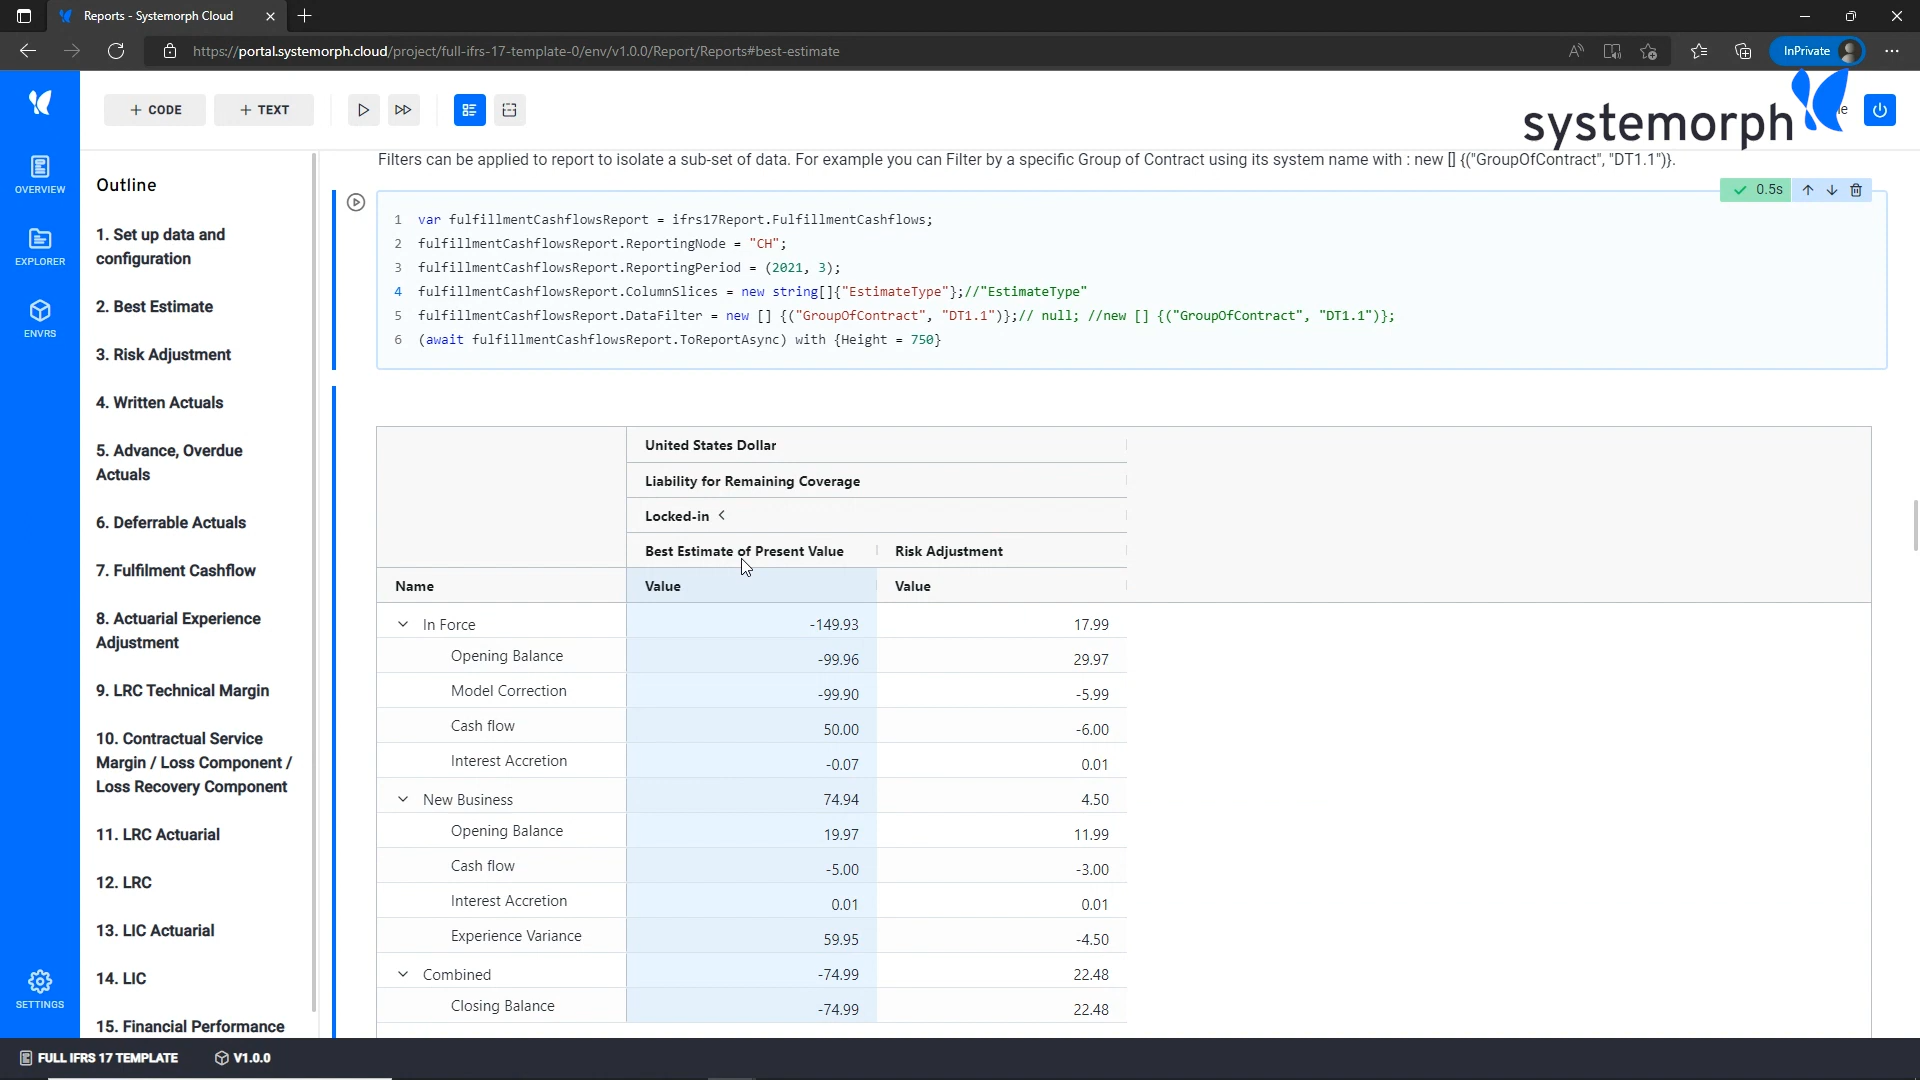 Reports - Systemorph Cloud
https://portal.systemorph.cloud/project/full-ifrs-17-template-0/env/v1.0.0/Report/Reports#best-estimate
InPrivate
+ CODE
+ TEXT
systemorph
OVERVIEW
EXPLORER
ENVRS
SETTINGS
Outline
1. Set up data and
configuration
2. Best Estimate
3. Risk Adjustment
4. Written Actuals
5. Advance, Overdue
Actuals
6. Deferrable Actuals
7. Fulfilment Cashflow
8. Actuarial Experience
Adjustment
9. LRC Technical Margin
10. Contractual Service
Margin / Loss Component /
Loss Recovery Component
11. LRC Actuarial
12. LRC
13. LIC Actuarial
14. LIC
15. Financial Performance
Filters can be applied to report to isolate a sub-set of data. For example you can Filter by a specific Group of Contract using its system name with : new [] {("GroupOfContract", "DT1.1")}.
0.5s
1 var fulfillmentCashflowsReport = ifrs17Report.FulfillmentCashflows;
2 fulfillmentCashflowsReport.ReportingNode = "CH";
3 fulfillmentCashflowsReport.ReportingPeriod = (2021, 3);
4 fulfillmentCashflowsReport.ColumnSlices = new string[]{"EstimateType"};//"EstimateType"
5 fulfillmentCashflowsReport.DataFilter = new [] {("GroupOfContract", "DT1.1")};// null; //new [] {("GroupOfContract", "DT1.1")};
6 (await fulfillmentCashflowsReport.ToReportAsync) with {Height = 750}
United States Dollar
Liability for Remaining Coverage
Locked-in <
Best Estimate of Present Value Risk Adjustment
Name Value Value
In Force -149.93 17.99
Opening Balance -99.96 29.97
Model Correction -99.90 -5.99
Cash flow 50.00 -6.00
Interest Accretion -0.07 0.01
New Business 74.94 4.50
Opening Balance 19.97 11.99
Cash flow -5.00 -3.00
Interest Accretion 0.01 0.01
Experience Variance 59.95 -4.50
Combined -74.99 22.48
Closing Balance -74.99 22.48
FULL IFRS 17 TEMPLATE
V1.0.0